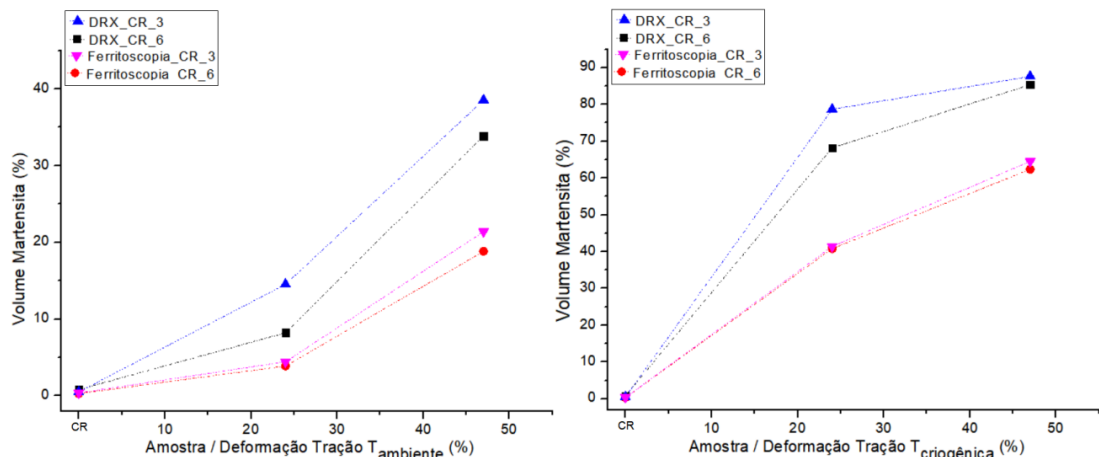 DRX_CR_3
DRX_CR_6
Ferritoscopia_CR_3
Ferritoscopia_CR_6
40
30
20
10
0
Volume Martensita (%)
CR 10 20 30 40 50
Amostra / Deformação Tração T_ambiente (%)
DRX_CR_3
DRX_CR_6
Ferritoscopia_CR_3
Ferritoscopia_CR_6
90
80
70
60
50
40
30
20
10
0
Volume Martensita (%)
CR 10 20 30 40 50
Amostra / Deformação Tração T_criogênica (%)